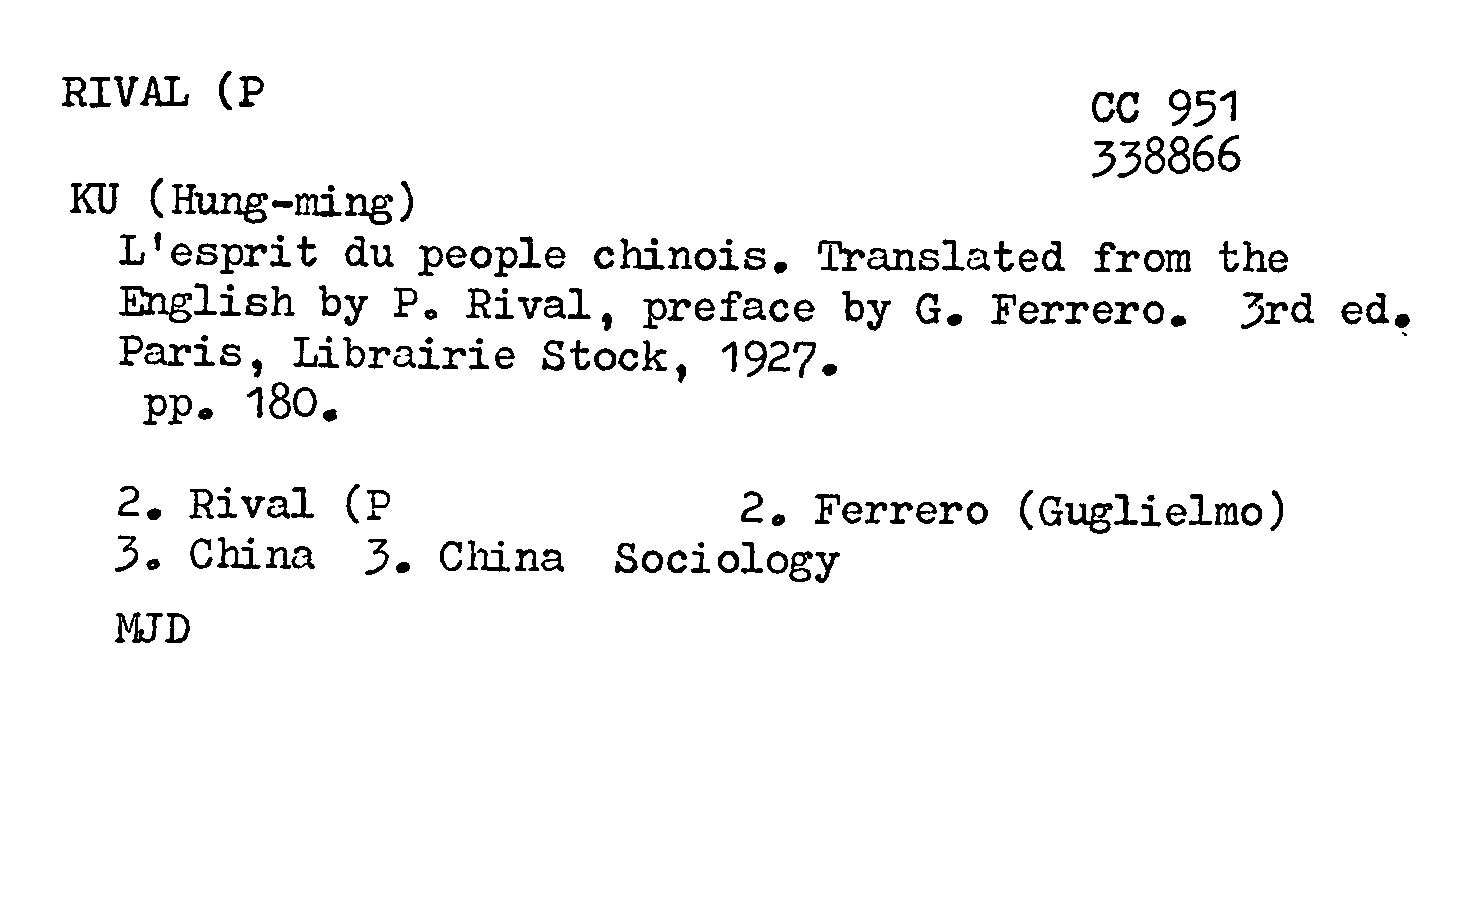 RIVAL (P
CC 951
338866
KU (Hung-ming)
L'esprit du people chinois. Translated from the
English by P. Rival, preface by G. Ferrero. 3rd ed.
Paris, Librairie Stock, 1927.
pp. 180.
2. Rival (P 2. Ferrero (Guglielmo)
3. China 3. China Sociology
MJD